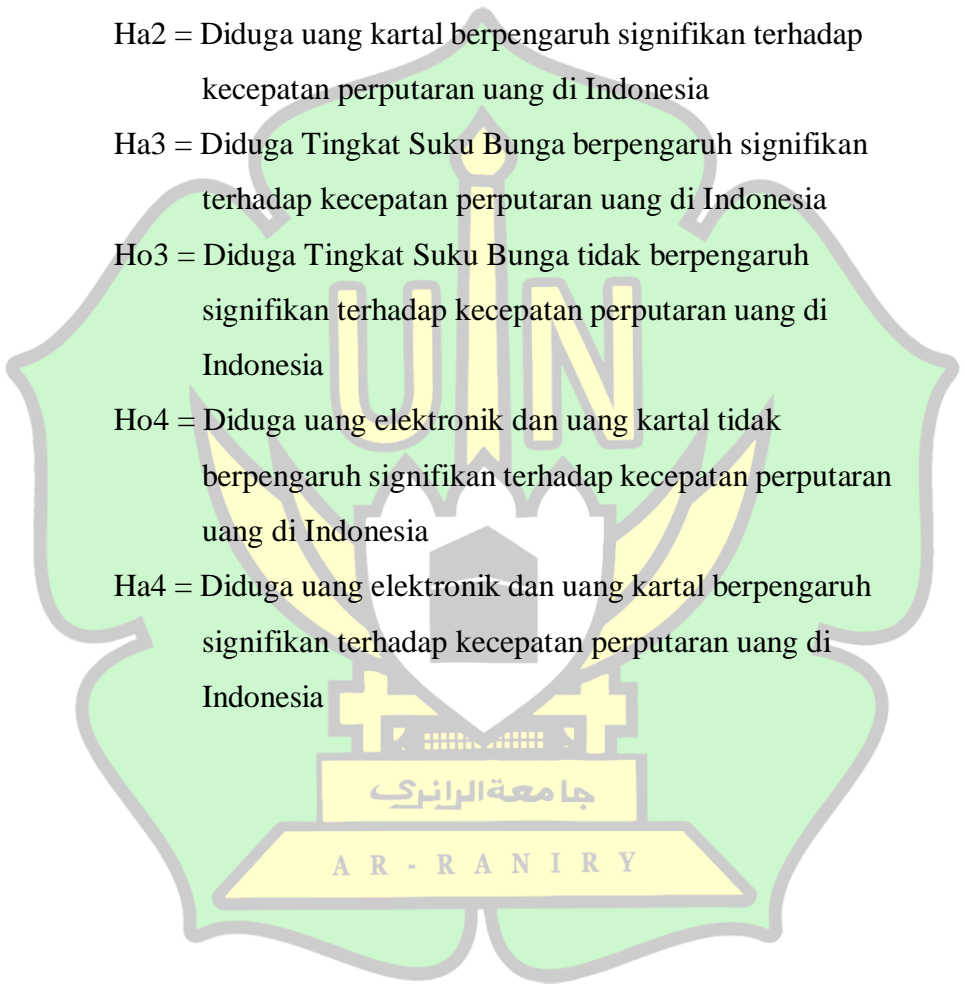 Ha2 = Diduga uang kartal berpengaruh signifikan terhadap
kecepatan perputaran uang di Indonesia
Ha3 = Diduga Tingkat Suku Bunga berpengaruh signifikan
terhadap kecepatan perputaran uang di Indonesia
Ho3 = Diduga Tingkat Suku Bunga tidak berpengaruh
signifikan terhadap kecepatan perputaran uang di
Indonesia
Ho4 = Diduga uang elektronik dan uang kartal tidak
berpengaruh signifikan terhadap kecepatan perputaran
uang di Indonesia
Ha4 = Diduga uang elektronik dan uang kartal berpengaruh
signifikan terhadap kecepatan perputaran uang di
Indonesia
UIN
جامعة الرانري
AR-RANIRY